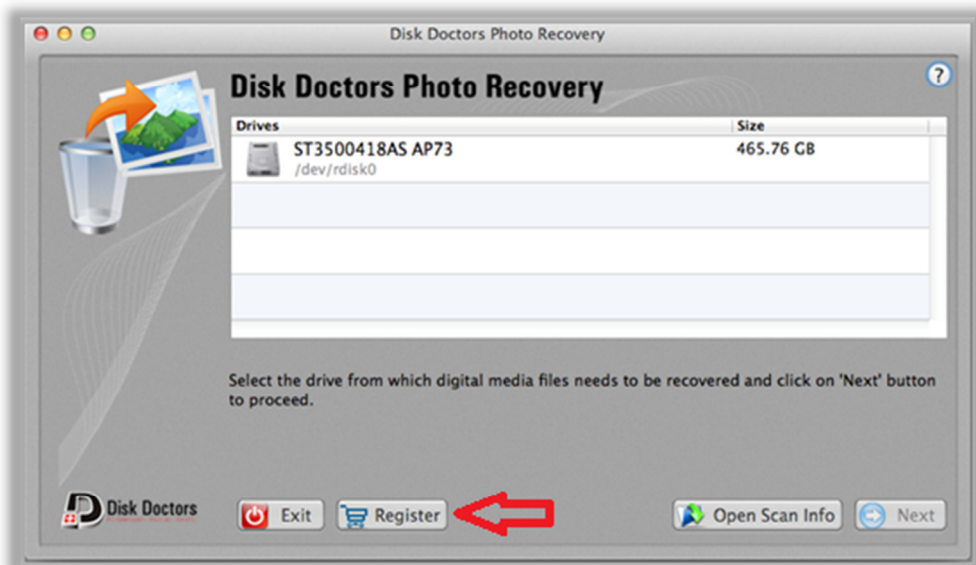 Disk Doctors Photo Recovery
Disk Doctors Photo Recovery
?
Drives Size
ST3500418AS AP73 465.76 GB
/dev/rdisk0
Select the drive from which digital media files needs to be recovered and click on 'Next' button
to proceed.
Disk Doctors
Exit Register Open Scan Info Next